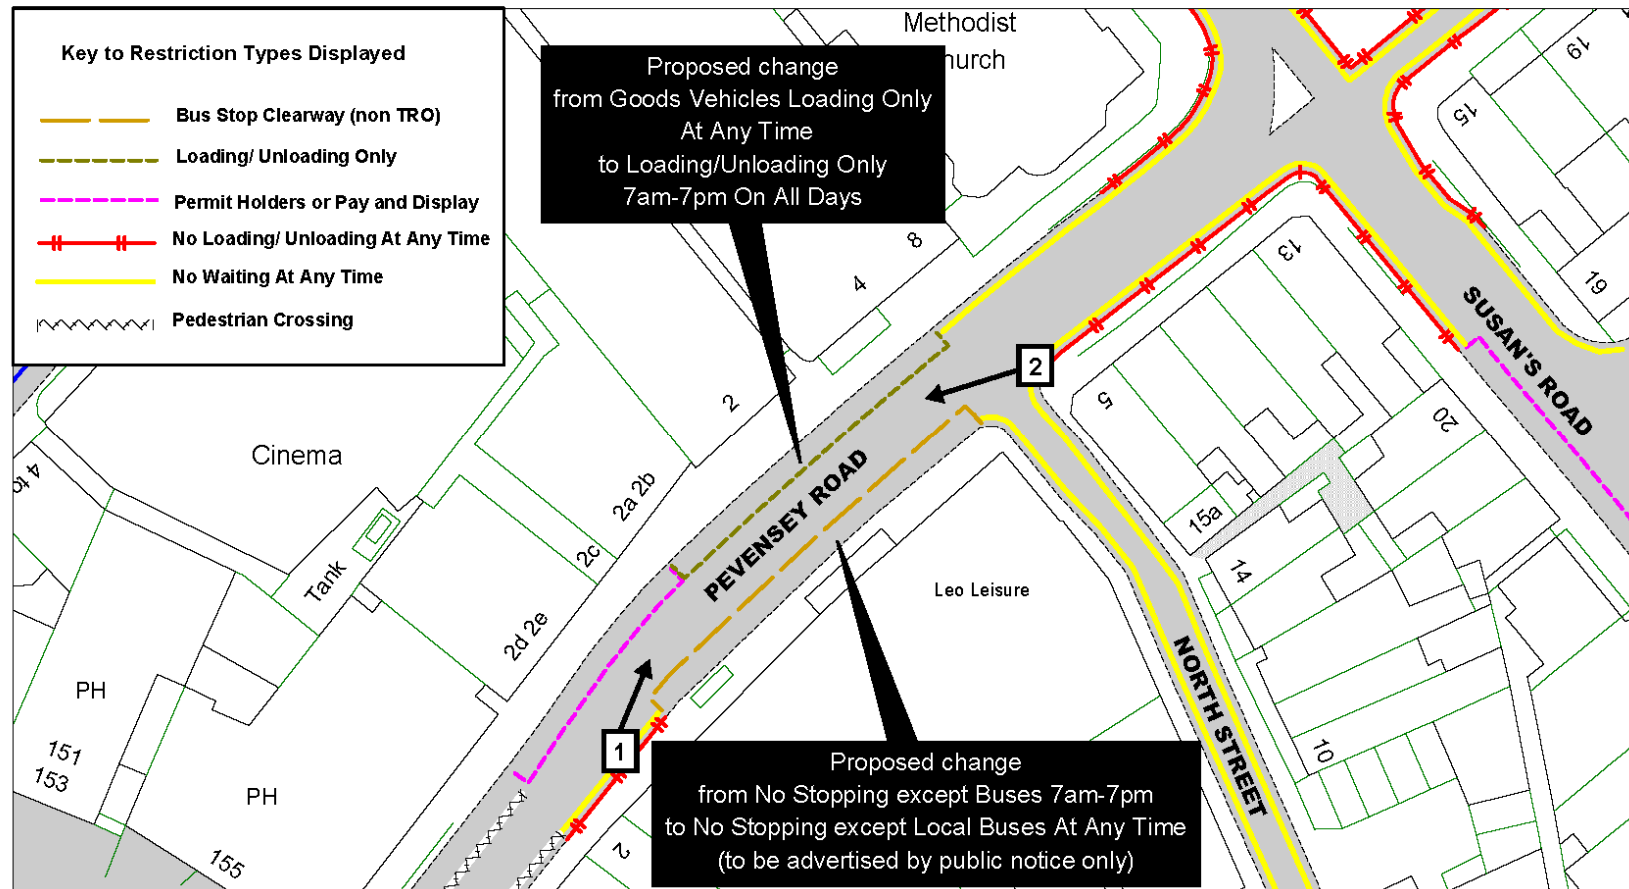 Key to Restriction Types Displayed
Bus Stop Clearway (non TRO)
Loading/ Unloading Only
Permit Holders or Pay and Display
No Loading/ Unloading At Any Time
No Waiting At Any Time
Pedestrian Crossing
Methodist
hurch
Proposed change
from Goods Vehicles Loading Only
At Any Time
to Loading/Unloading Only
7am-7pm On All Days
19
15
8
4
13
19
SUSAN'S ROAD
2
2
5
20
Cinema
4 to
PEVENSEY ROAD
2a 2b
2c
15a
Tank
14
Leo Leisure
2d 2e
PH
NORTH STREET
1
151
153
10
PH
Proposed change
from No Stopping except Buses 7am-7pm
to No Stopping except Local Buses At Any Time
(to be advertised by public notice only)
2
155